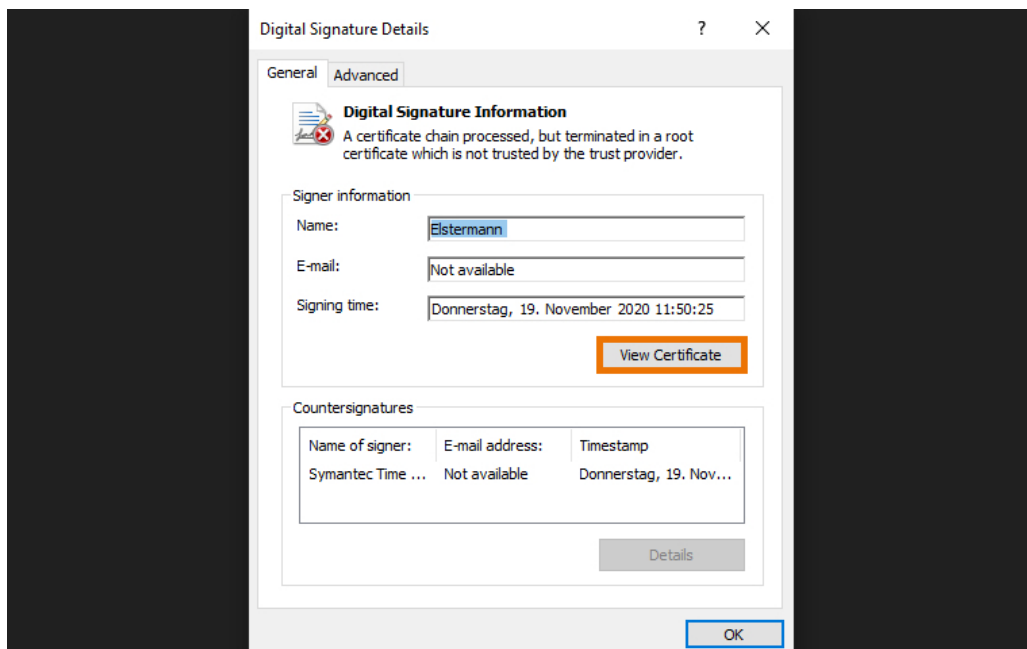 Digital Signature Details ?
General Advanced
Digital Signature Information
A certificate chain processed, but terminated in a root
certificate which is not trusted by the trust provider.
Signer information
Name: Elstermann
E-mail: Not available
Signing time: Donnerstag, 19. November 2020 11:50:25
View Certificate
Countersignatures
Name of signer: E-mail address: Timestamp
Symantec Time ... Not available Donnerstag, 19. Nov...
Details
OK